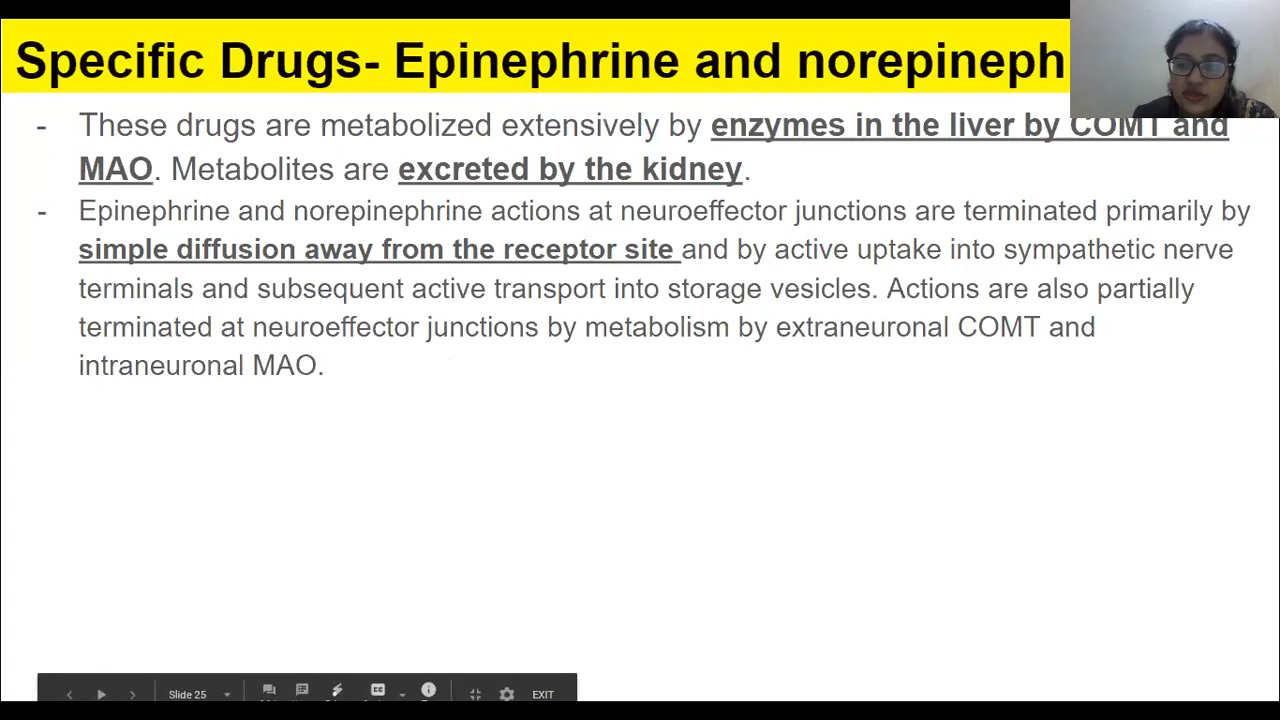 Specific Drugs- Epinephrine and norepineph
- These drugs are metabolized extensively by enzymes in the liver by COMT and
MAO. Metabolites are excreted by the kidney.
- Epinephrine and norepinephrine actions at neuroeffector junctions are terminated primarily by
simple diffusion away from the receptor site and by active uptake into sympathetic nerve
terminals and subsequent active transport into storage vesicles. Actions are also partially
terminated at neuroeffector junctions by metabolism by extraneuronal COMT and
intraneuronal MAO.
Slide 25 CC EXIT